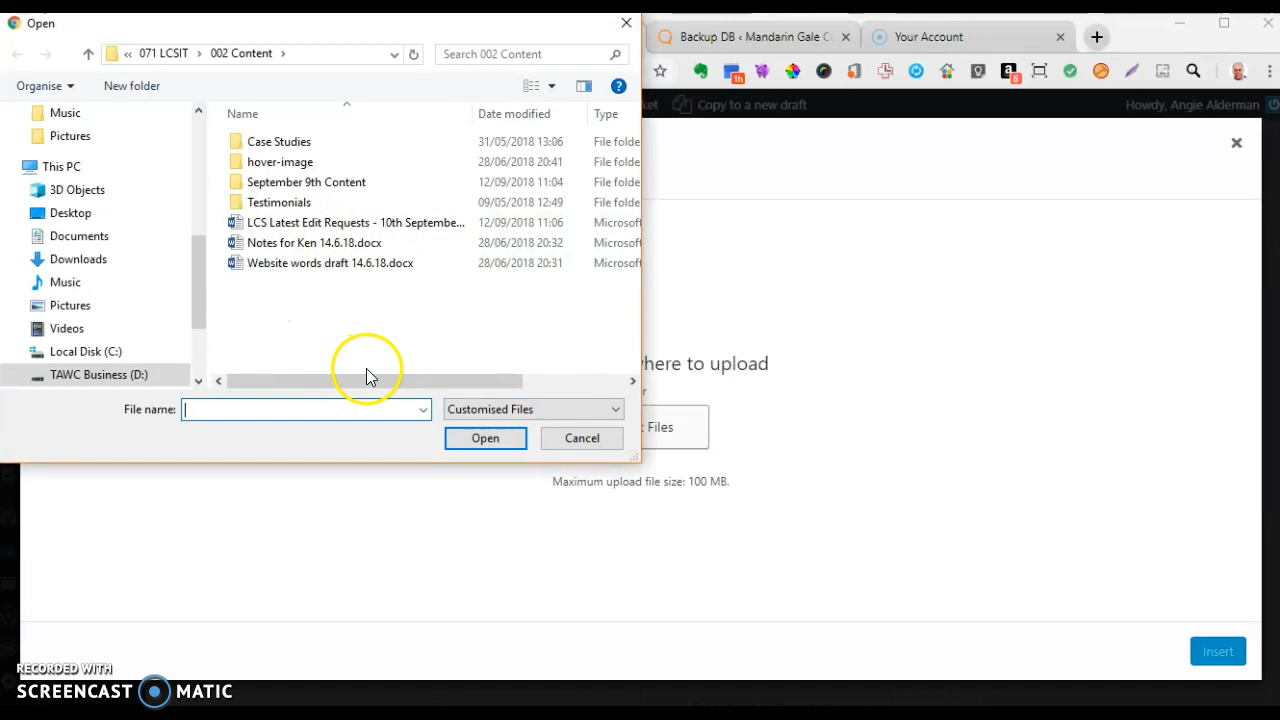 Open
Backup DB ‹ Mandarin Gale C
Your Account
« 071 LCSIT > 002 Content >
Search 002 Content
Organise
New folder
1h
6
Copy to a new draft
Howdy, Angie Alderman
Music
Pictures
This PC
3D Objects
Desktop
Documents
Downloads
Music
Pictures
Videos
Local Disk (C:)
TAWC Business (D:)
Name
Date modified
Type
Case Studies
31/05/2018 13:06
File folde
hover-image
28/06/2018 20:41
File folde
September 9th Content
12/09/2018 11:04
File folde
Testimonials
09/05/2018 12:49
File folde
LCS Latest Edit Requests - 10th Septembe...
12/09/2018 11:06
Microsoft
Notes for Ken 14.6.18.docx
28/06/2018 20:32
Microsoft
Website words draft 14.6.18.docx
28/06/2018 20:31
Microsoft
File name:
Customised Files
Open
Cancel
where to upload
Files
Maximum upload file size: 100 MB.
Insert
RECORDED WITH
SCREENCAST MATIC